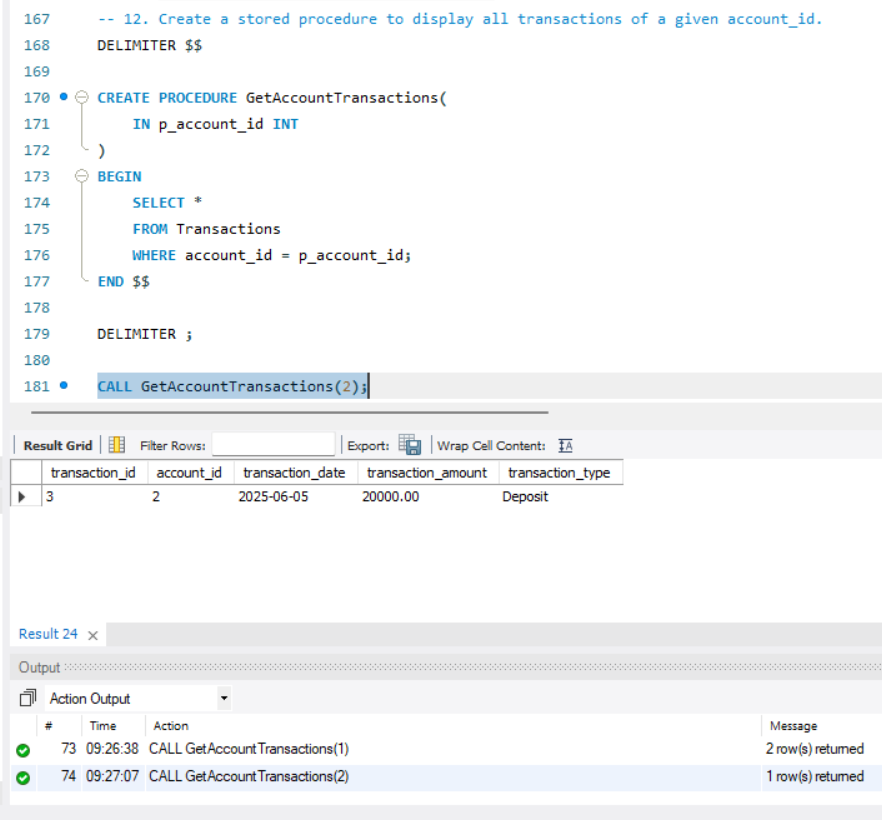 167 -- 12. Create a stored procedure to display all transactions of a given account_id.
168 DELIMITER $$
169
170 CREATE PROCEDURE GetAccountTransactions(
171 IN p_account_id INT
172 )
173 BEGIN
174 SELECT *
175 FROM Transactions
176 WHERE account_id = p_account_id;
177 END $$
178
179 DELIMITER ;
180
181 CALL GetAccountTransactions(2);
Result Grid Filter Rows: Export: Wrap Cell Content: IA
transaction_id account_id transaction_date transaction_amount transaction_type
3 2 2025-06-05 20000.00 Deposit
Result 24 ×
Output
Action Output
# Time Action Message
73 09:26:38 CALL GetAccountTransactions(1) 2 row(s) returned
74 09:27:07 CALL GetAccountTransactions(2) 1 row(s) returned